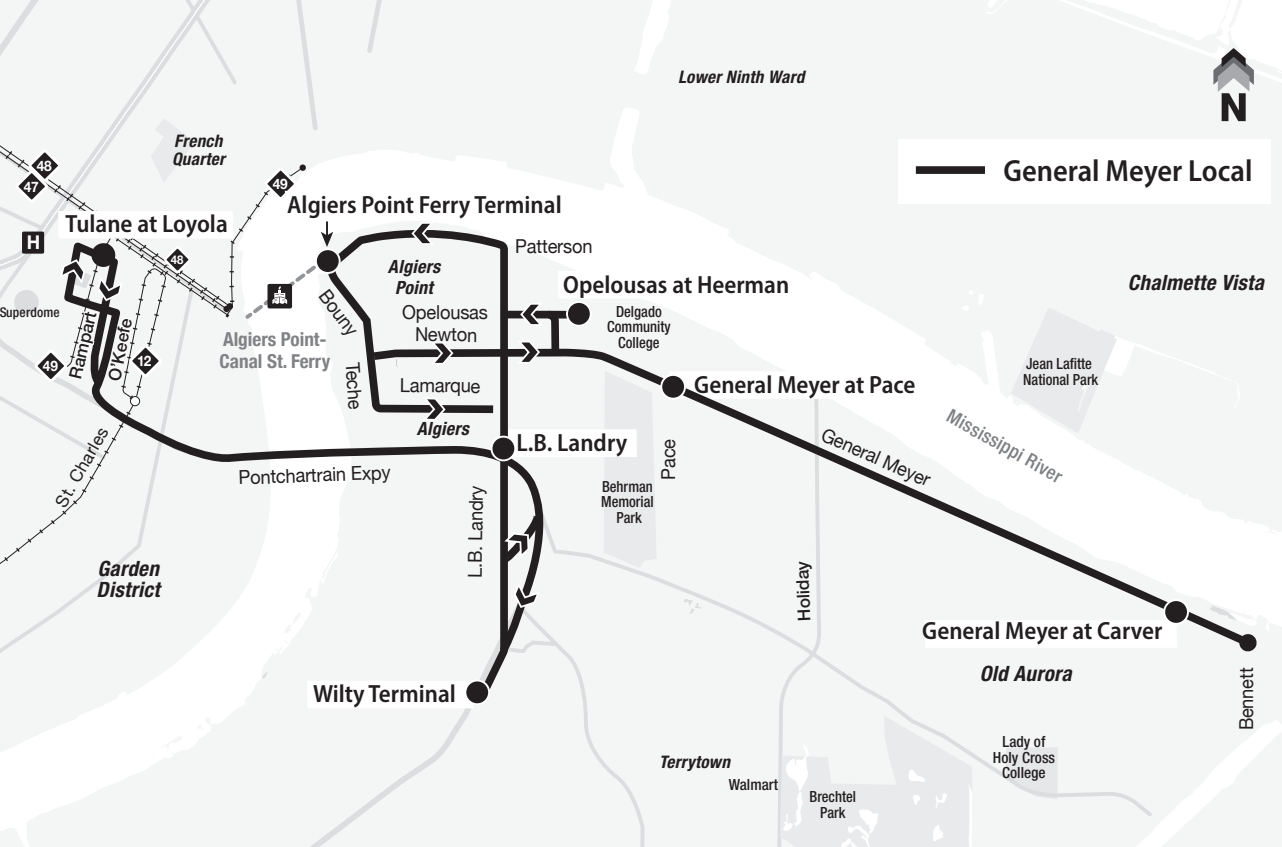 Lower Ninth Ward
N
French
Quarter
General Meyer Local
48
47
49
Algiers Point Ferry Terminal
Tulane at Loyola
H
48
Patterson
Algiers
Point
Opelousas at Heerman
Chalmette Vista
Superdome
Bouny
Opelousas
Newton
Delgado
Community
College
Rampart
O'Keefe
Algiers Point-
Canal St. Ferry
49
12
Teche
Lamarque
General Meyer at Pace
Jean Lafitte
National Park
Algiers
Mississippi River
L.B. Landry
General Meyer
St. Charles
Pontchartrain Expy
Pace
Behrman
Memorial
Park
L.B. Landry
Garden
District
Holiday
General Meyer at Carver
Old Aurora
Wilty Terminal
Bennett
Terrytown
Walmart
Brechtel
Park
Lady of
Holy Cross
College